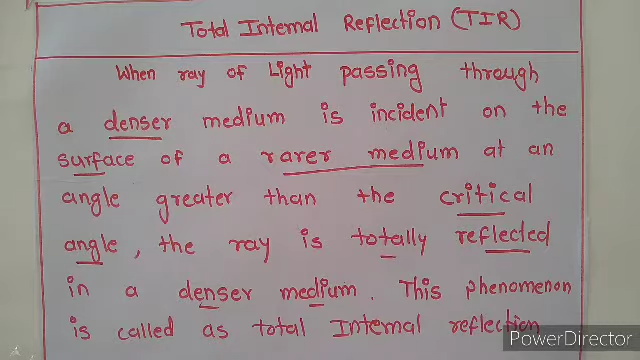 Total Internal Reflection (TIR)
When ray of Light passing through
a denser medium is incident on the
surface of a rarer medium at an
angle greater than the critical
angle, the ray is totally reflected
in a denser medium. This phenomenon
is called as total Internal reflection
PowerDirector